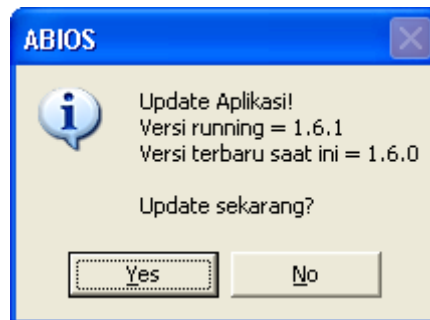 ABIOS
Update Aplikasi!
Versi running = 1.6.1
Versi terbaru saat ini = 1.6.0
Update sekarang?
Yes
No